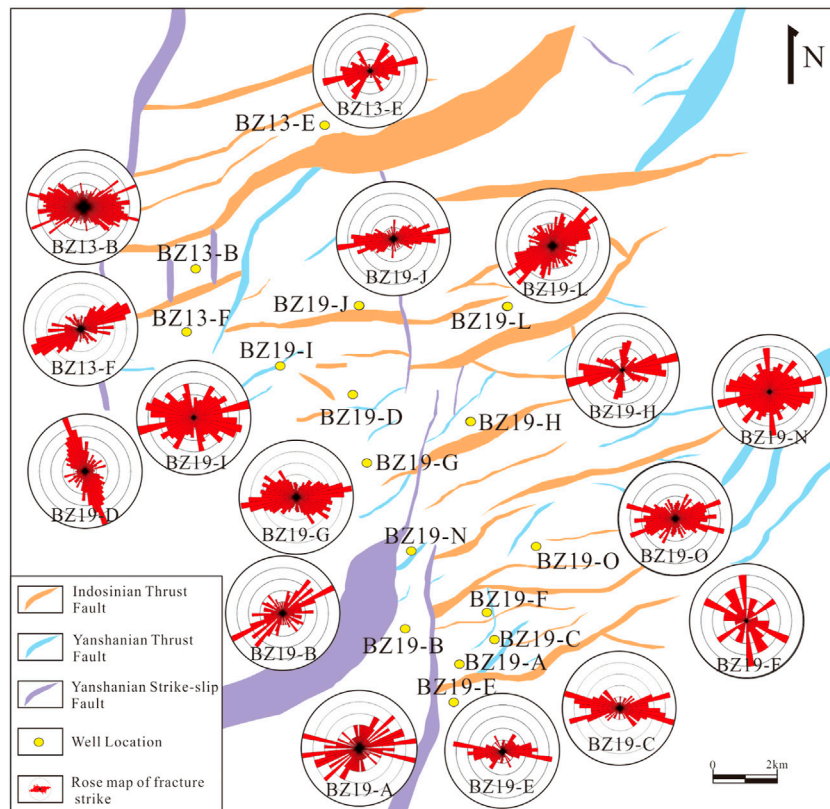 N
BZ13-E
BZ13-E
BZ13-B
BZ13-B
BZ19-J
BZ19-L
BZ19-J
BZ19-L
BZ13-F
BZ13-F
BZ19-I
BZ19-D
BZ19-H
BZ19-H
BZ19-N
BZ19-I
BZ19-D
BZ19-G
BZ19-G
BZ19-N
BZ19-O
BZ19-O
BZ19-F
BZ19-F
BZ19-B
BZ19-B
BZ19-C
BZ19-A
BZ19-E
BZ19-C
BZ19-A
BZ19-E
Indosinian Thrust
Fault
Yanshanian Thrust
Fault
Yanshanian Strike-slip
Fault
Well Location
Rose map of fracture
strike
0 2km